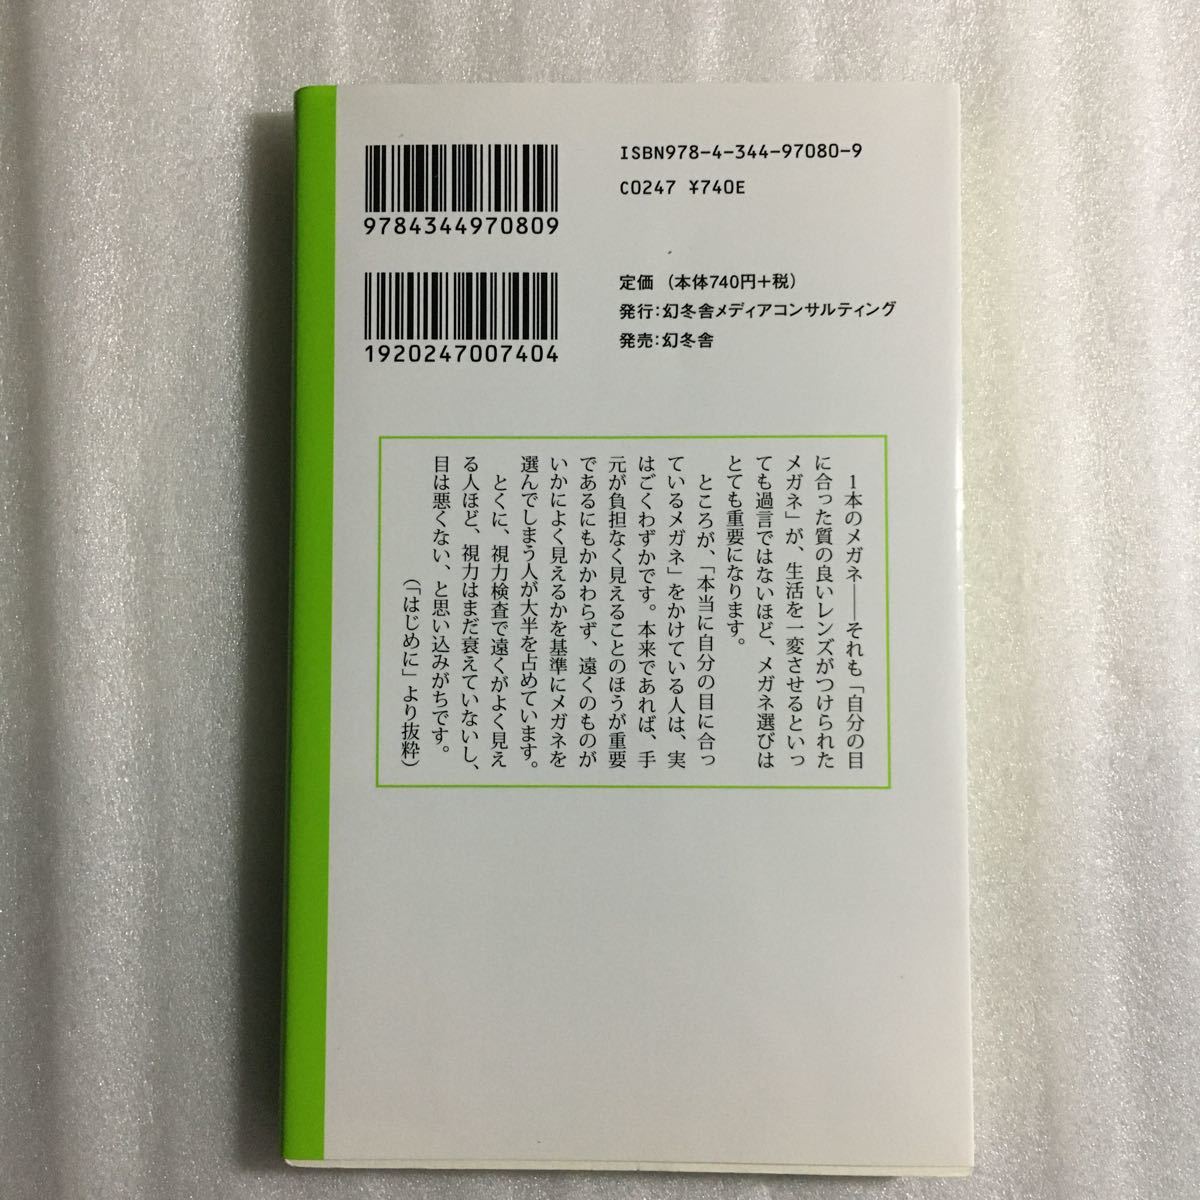 ISBN978-4-344-97080-9
C0247 ¥740E
9784344970809
1920247007404
定価 (本体740円+税)
発行:幻冬舎メディアコンサルティング
発売:幻冬舎
1本のメガネ――それも「自分の目
に合った質の良いレンズがつけられた
メガネ」が、生活を一変させるといっ
ても過言ではないほど、メガネ選びは
とても重要になります。
ところが、「本当に自分の目に合っ
ているメガネ」をかけている人は、実
はごくわずかです。本来であれば、手
元が負担なく見えることのほうが重要
であるにもかかわらず、遠くのものが
いかによく見えるかを基準にメガネを
選んでしまう人が大半を占めています。
とくに、視力検査で遠くがよく見え
る人ほど、視力はまだ衰えていないし、
目は悪くない、と思い込みがちです。
(「はじめに」より抜粋)